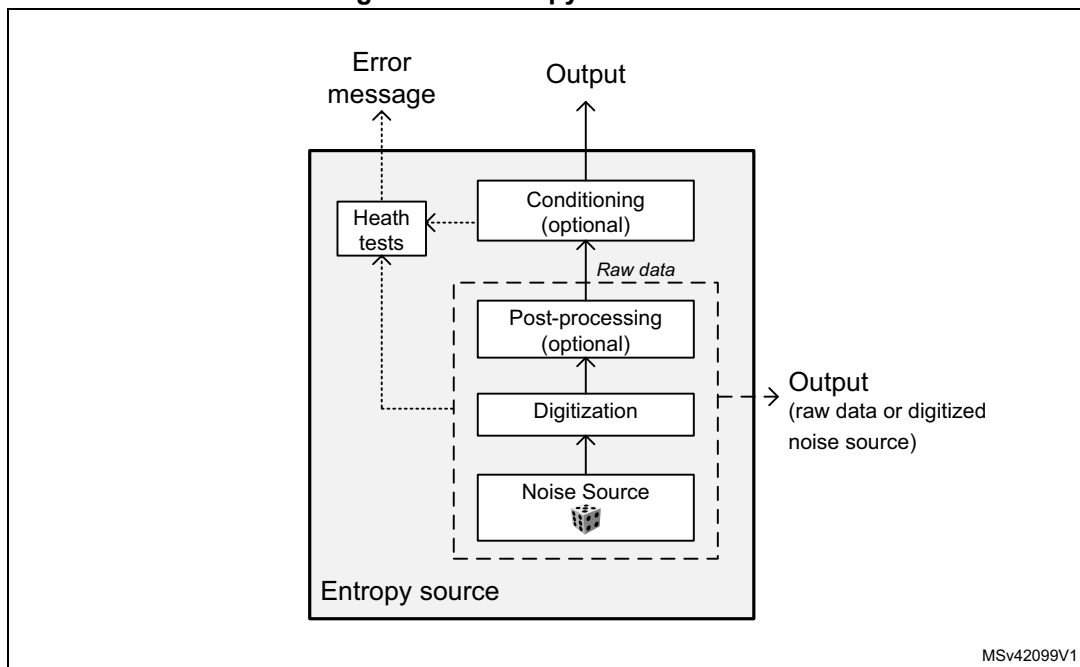 Error
message
Output
Heath
tests
Conditioning
(optional)
Raw data
Post-processing
(optional)
Digitization
Noise Source
Output
(raw data or digitized
noise source)
Entropy source
MSv42099V1